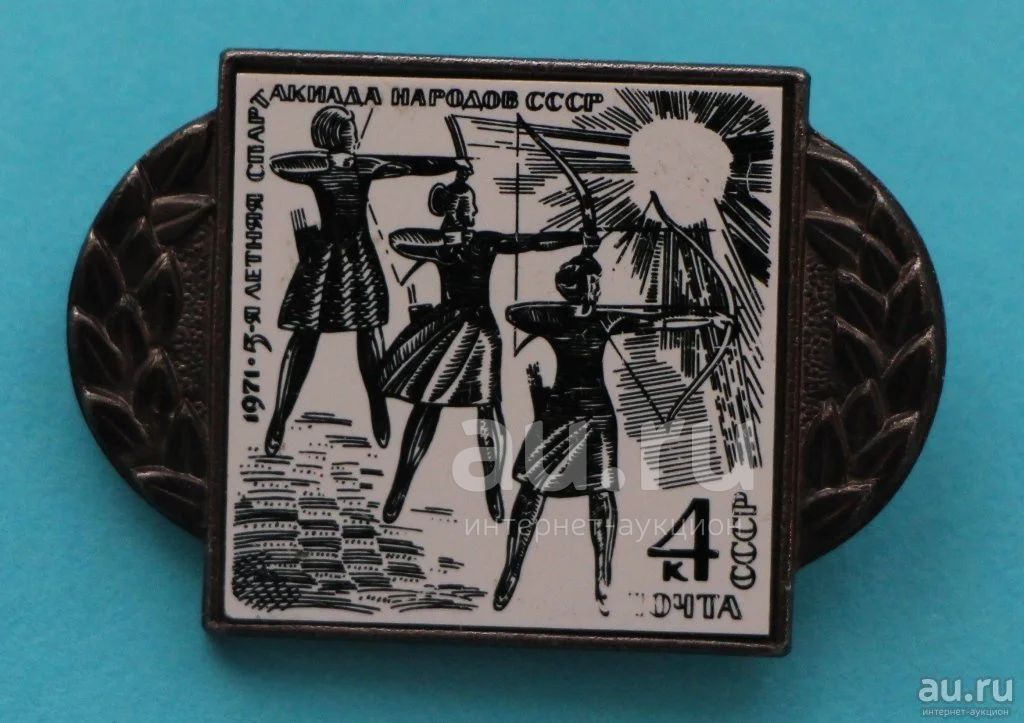 1971 · 5-Я ЛЕТНЯЯ СПАРТАКИАДА НАРОДОВ СССР
4
К
ПОЧТА СССР
au.ru
интернет-аукцион
au.ru
интернет-аукцион